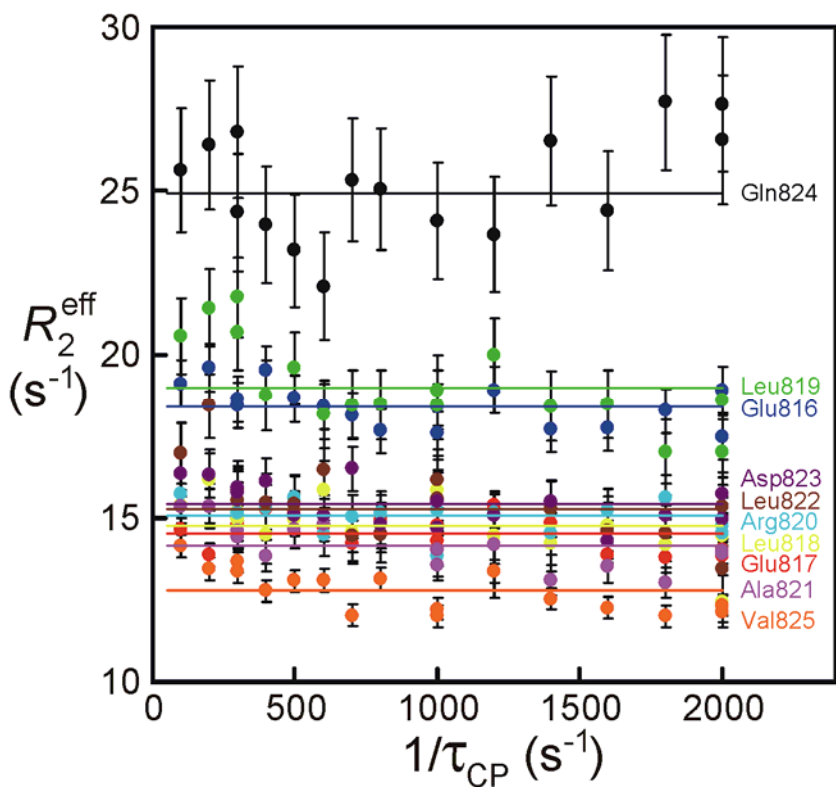 30
25
20
15
10
R₂ᵉᶠᶠ
(s⁻¹)
0 500 1000 1500 2000
1/τCP (s⁻¹)
Gln824
Leu819
Glu816
Asp823
Leu822
Arg820
Leu818
Glu817
Ala821
Val825